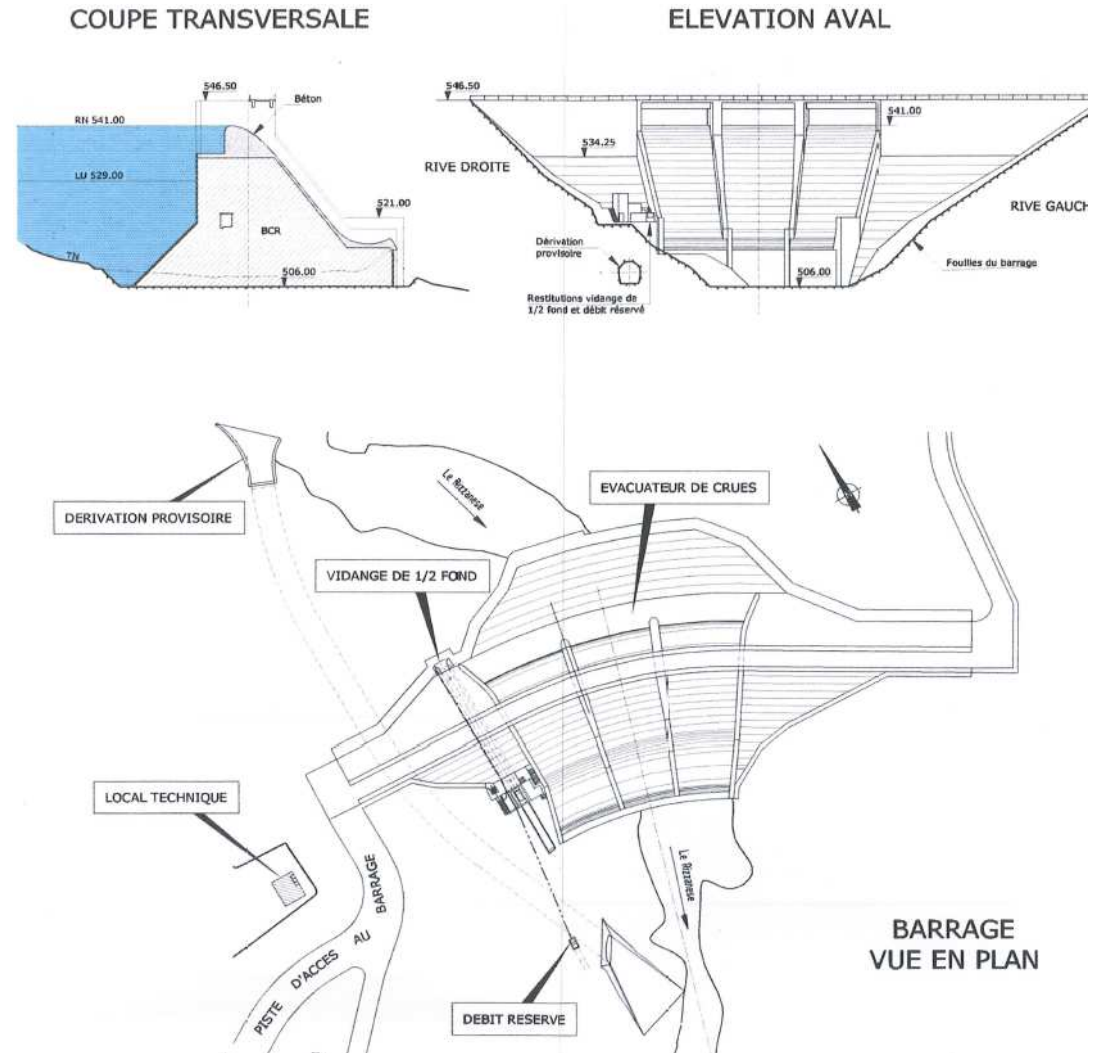 COUPE TRANSVERSALE
ELEVATION AVAL
546.50
Béton
RN 541.00
LU 529.00
521.00
BCR
TN
506.00
546.50
541.00
534.25
RIVE DROITE
RIVE GAUCH
Dérivation
provisoire
506.00
Fouilles du barrage
Restitutions vidange de
1/2 fond et débit réservé
Le Rizzanese
EVACUATEUR DE CRUES
DERIVATION PROVISOIRE
VIDANGE DE 1/2 FOND
LOCAL TECHNIQUE
PISTE D'ACCES AU BARRAGE
Le Rizzanese
BARRAGE
VUE EN PLAN
DEBIT RESERVE